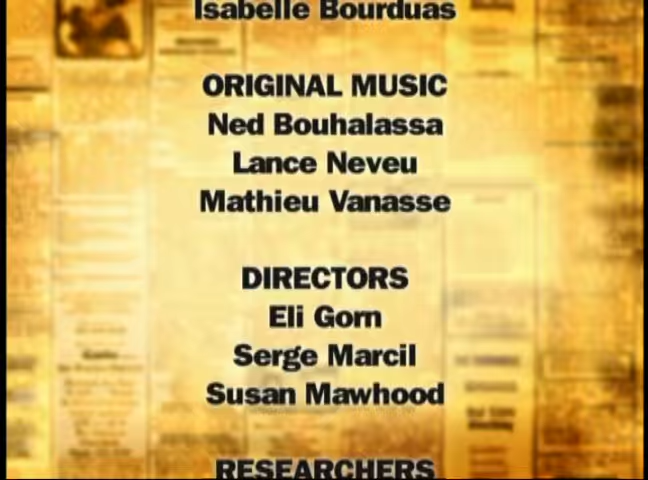 Isabelle Bourduas
ORIGINAL MUSIC
Ned Bouhalassa
Lance Neveu
Mathieu Vanasse
DIRECTORS
Eli Gorn
Serge Marcil
Susan Mawhood
RESEARCHERS